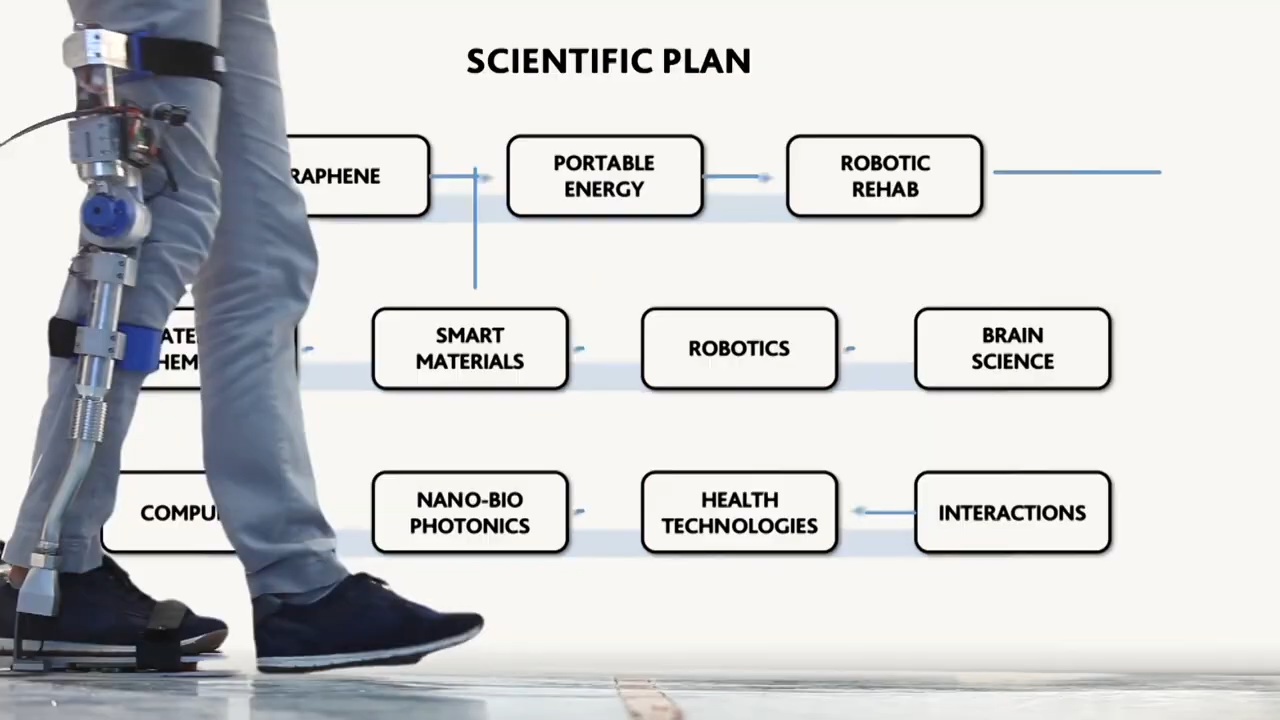 SCIENTIFIC PLAN
RAPHENE
PORTABLE
ENERGY
ROBOTIC
REHAB
SMART
MATERIALS
ROBOTICS
BRAIN
SCIENCE
COMPU
NANO-BIO
PHOTONICS
HEALTH
TECHNOLOGIES
INTERACTIONS